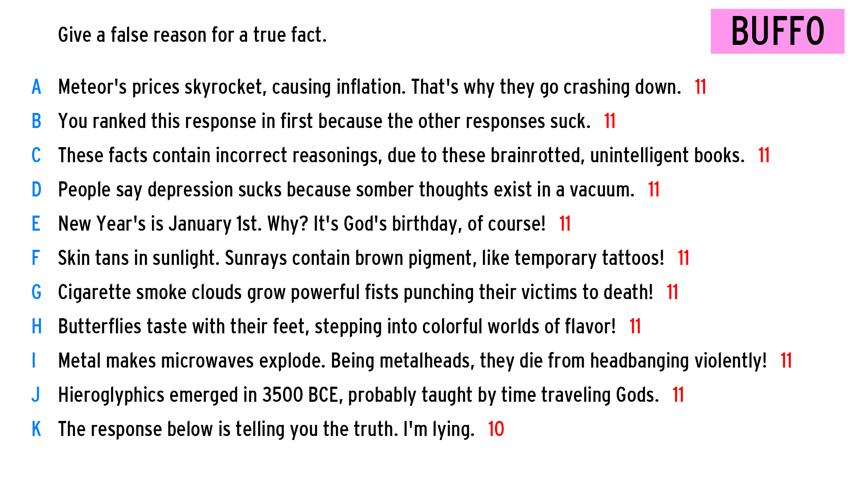 Give a false reason for a true fact.
BUFFO
A Meteor's prices skyrocket, causing inflation. That's why they go crashing down. 11
B You ranked this response in first because the other responses suck. 11
C These facts contain incorrect reasonings, due to these brainrotted, unintelligent books. 11
D People say depression sucks because somber thoughts exist in a vacuum. 11
E New Year's is January 1st. Why? It's God's birthday, of course! 11
F Skin tans in sunlight. Sunrays contain brown pigment, like temporary tattoos! 11
G Cigarette smoke clouds grow powerful fists punching their victims to death! 11
H Butterflies taste with their feet, stepping into colorful worlds of flavor! 11
I Metal makes microwaves explode. Being metalheads, they die from headbanging violently! 11
J Hieroglyphics emerged in 3500 BCE, probably taught by time traveling Gods. 11
K The response below is telling you the truth. I'm lying. 10